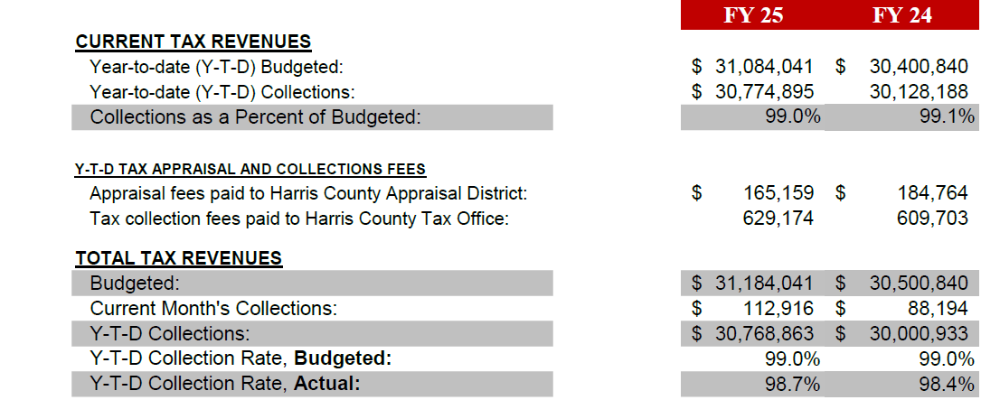 FY 25 FY 24
CURRENT TAX REVENUES
Year-to-date (Y-T-D) Budgeted: $ 31,084,041 $ 30,400,840
Year-to-date (Y-T-D) Collections: $ 30,774,895 30,128,188
Collections as a Percent of Budgeted: 99.0% 99.1%
Y-T-D TAX APPRAISAL AND COLLECTIONS FEES
Appraisal fees paid to Harris County Appraisal District: $ 165,159 $ 184,764
Tax collection fees paid to Harris County Tax Office: 629,174 609,703
TOTAL TAX REVENUES
Budgeted: $ 31,184,041 $ 30,500,840
Current Month's Collections: $ 112,916 $ 88,194
Y-T-D Collections: $ 30,768,863 $ 30,000,933
Y-T-D Collection Rate, Budgeted: 99.0% 99.0%
Y-T-D Collection Rate, Actual: 98.7% 98.4%